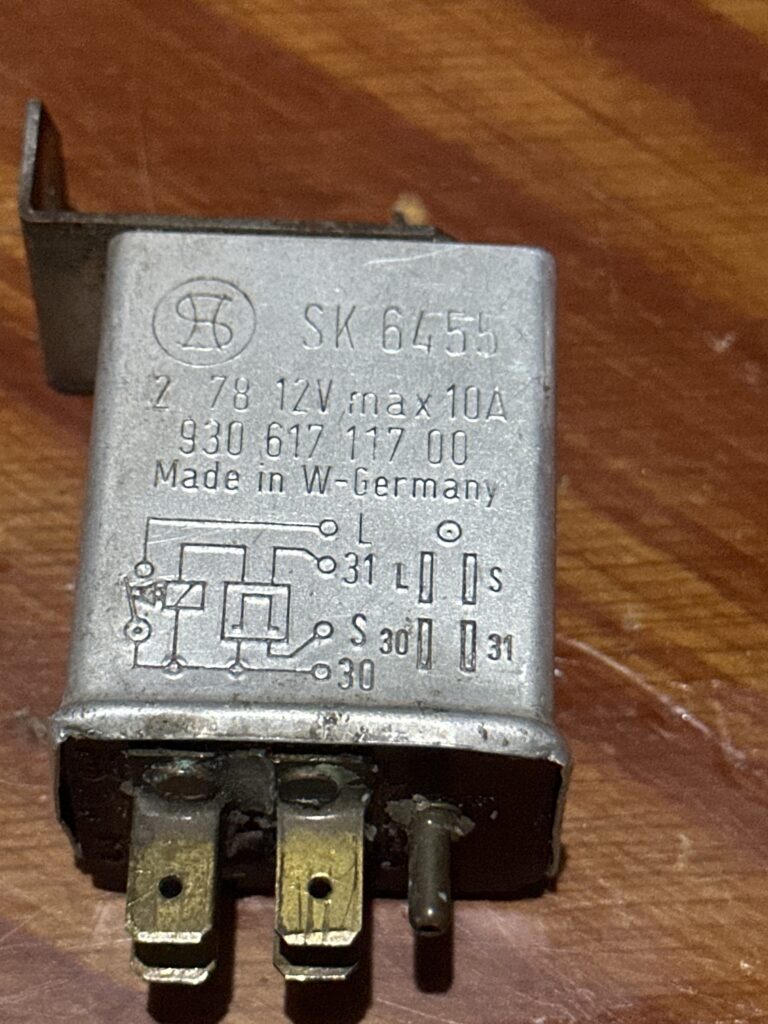 SK 6455
2 78 12V max 10A
930 617 117 00
Made in W-Germany
L
31 L S
S 30 31
30